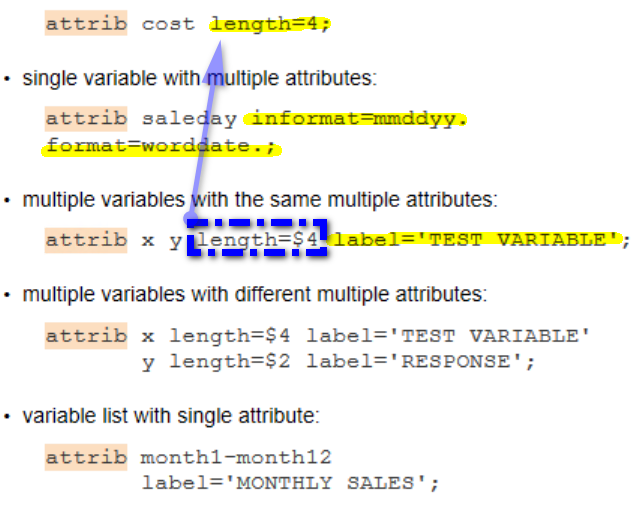 attrib cost length=4;
• single variable with multiple attributes:
attrib saleday informat=mmddyy.
format=worddate.;
• multiple variables with the same multiple attributes:
attrib x y length=$4 label='TEST VARIABLE';
• multiple variables with different multiple attributes:
attrib x length=$4 label='TEST VARIABLE'
y length=$2 label='RESPONSE';
• variable list with single attribute:
attrib month1-month12
label='MONTHLY SALES';